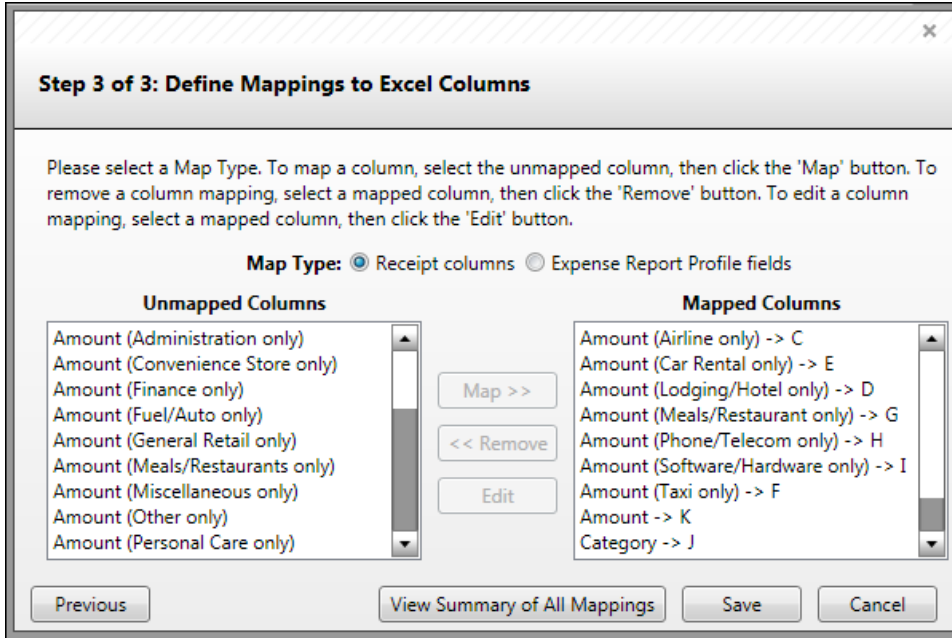 Step 3 of 3: Define Mappings to Excel Columns
Please select a Map Type. To map a column, select the unmapped column, then click the 'Map' button. To
remove a column mapping, select a mapped column, then click the 'Remove' button. To edit a column
mapping, select a mapped column, then click the 'Edit' button.
Map Type: Receipt columns Expense Report Profile fields
Unmapped Columns
Amount (Administration only)
Amount (Convenience Store only)
Amount (Finance only)
Amount (Fuel/Auto only)
Amount (General Retail only)
Amount (Meals/Restaurants only)
Amount (Miscellaneous only)
Amount (Other only)
Amount (Personal Care only)
Map >>
<< Remove
Edit
Mapped Columns
Amount (Airline only) -> C
Amount (Car Rental only) -> E
Amount (Lodging/Hotel only) -> D
Amount (Meals/Restaurant only) -> G
Amount (Phone/Telecom only) -> H
Amount (Software/Hardware only) -> I
Amount (Taxi only) -> F
Amount -> K
Category -> J
Previous
View Summary of All Mappings
Save
Cancel